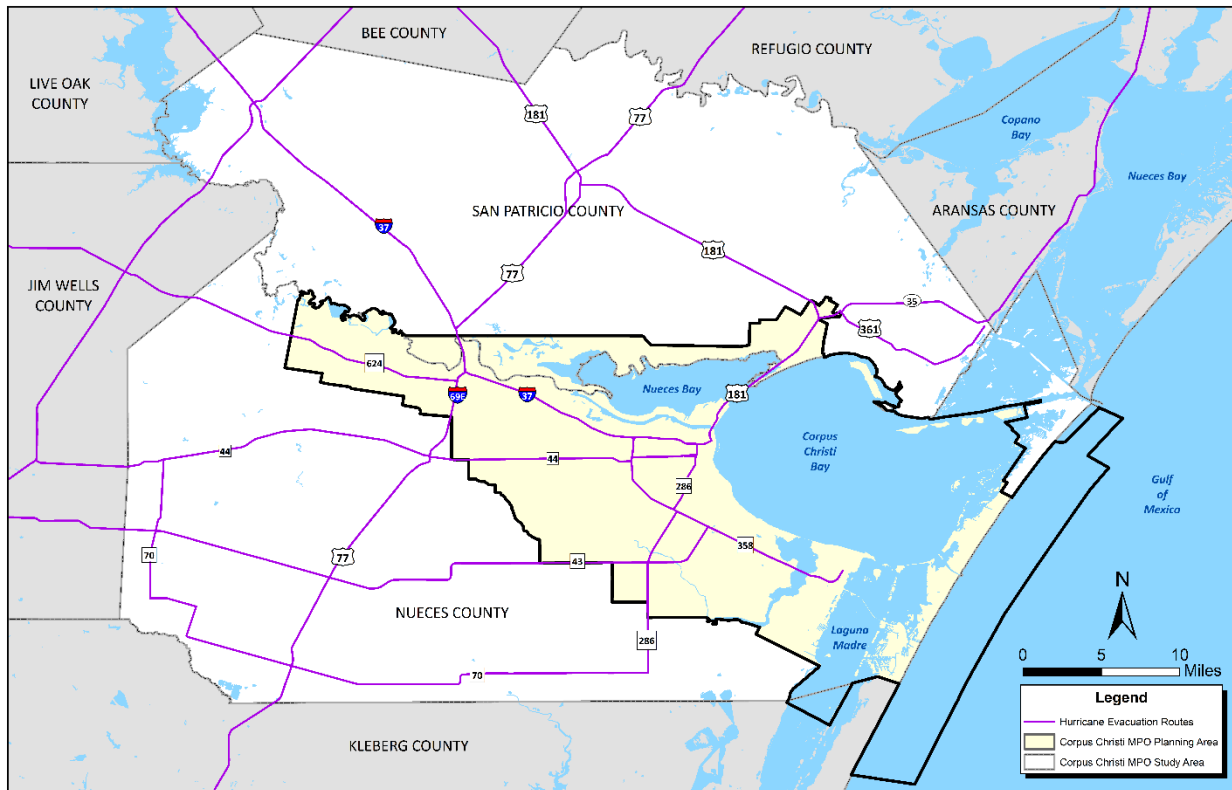 BEE COUNTY
REFUGIO COUNTY
LIVE OAK
COUNTY
181
77
Copano
Bay
Nueces Bay
SAN PATRICIO COUNTY
ARANSAS COUNTY
37
181
77
JIM WELLS
COUNTY
35
361
624
Nueces Bay
69E
37
181
Corpus
Christi
Bay
44
44
286
Gulf
of
Mexico
358
70
77
43
N
NUECES COUNTY
286
Laguna
Madre
70
0 5 10
Miles
Legend
Hurricane Evacuation Routes
Corpus Christi MPO Planning Area
Corpus Christi MPO Study Area
KLEBERG COUNTY